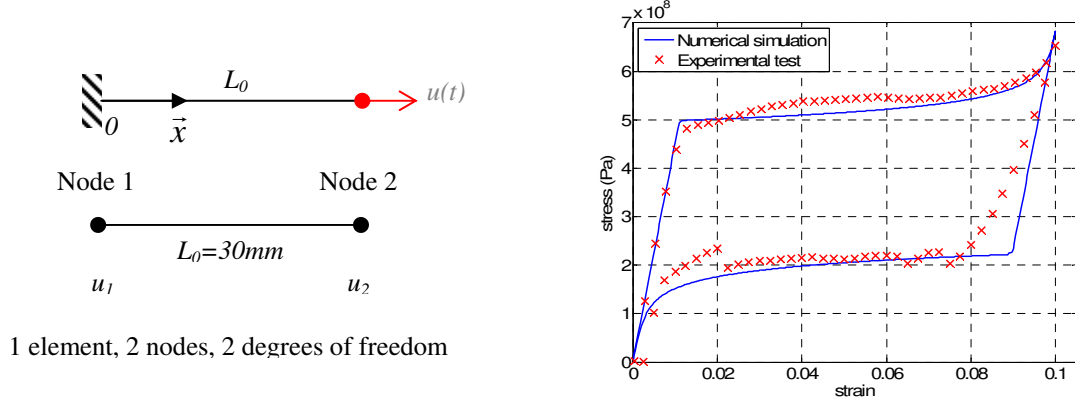 L0
u(t)
0
x
Node 1
Node 2
L0=30mm
u1
u2
1 element, 2 nodes, 2 degrees of freedom
7 x 10^8
Numerical simulation
Experimental test
6
5
4
3
2
1
0
stress (Pa)
0
0.02
0.04
0.06
0.08
0.1
strain